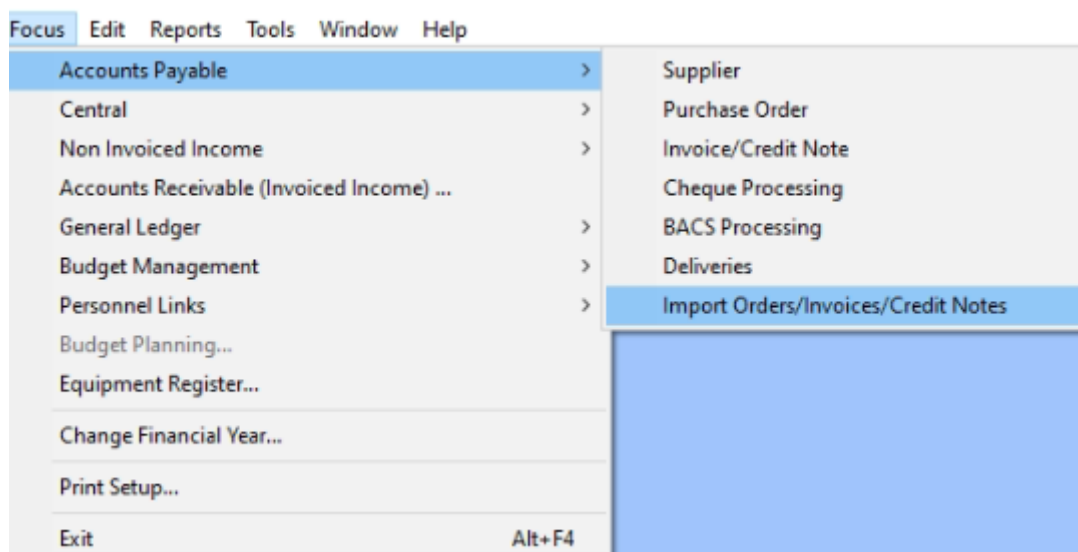 Focus Edit Reports Tools Window Help
Accounts Payable >
Central >
Non Invoiced Income >
Accounts Receivable (Invoiced Income) ...
General Ledger >
Budget Management >
Personnel Links >
Budget Planning...
Equipment Register...
Change Financial Year...
Print Setup...
Exit Alt+F4
Supplier
Purchase Order
Invoice/Credit Note
Cheque Processing
BACS Processing
Deliveries
Import Orders/Invoices/Credit Notes